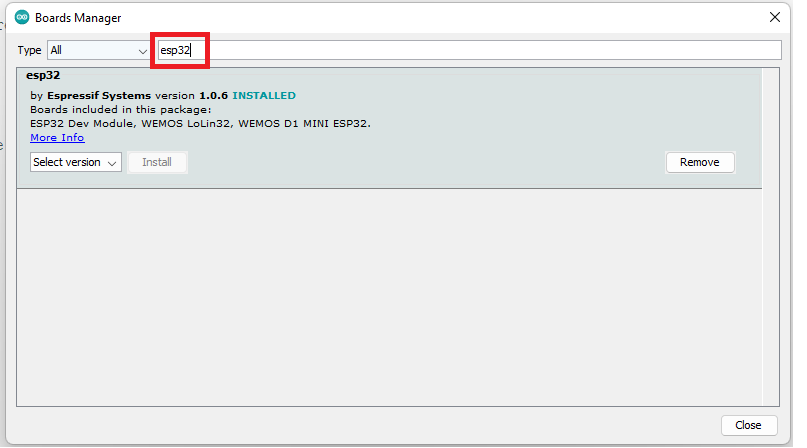 Boards Manager
Type All esp32
esp32
by Espressif Systems version 1.0.6 INSTALLED
Boards included in this package:
ESP32 Dev Module, WEMOS LoLin32, WEMOS D1 MINI ESP32.
More Info
Select version Install Remove
Close